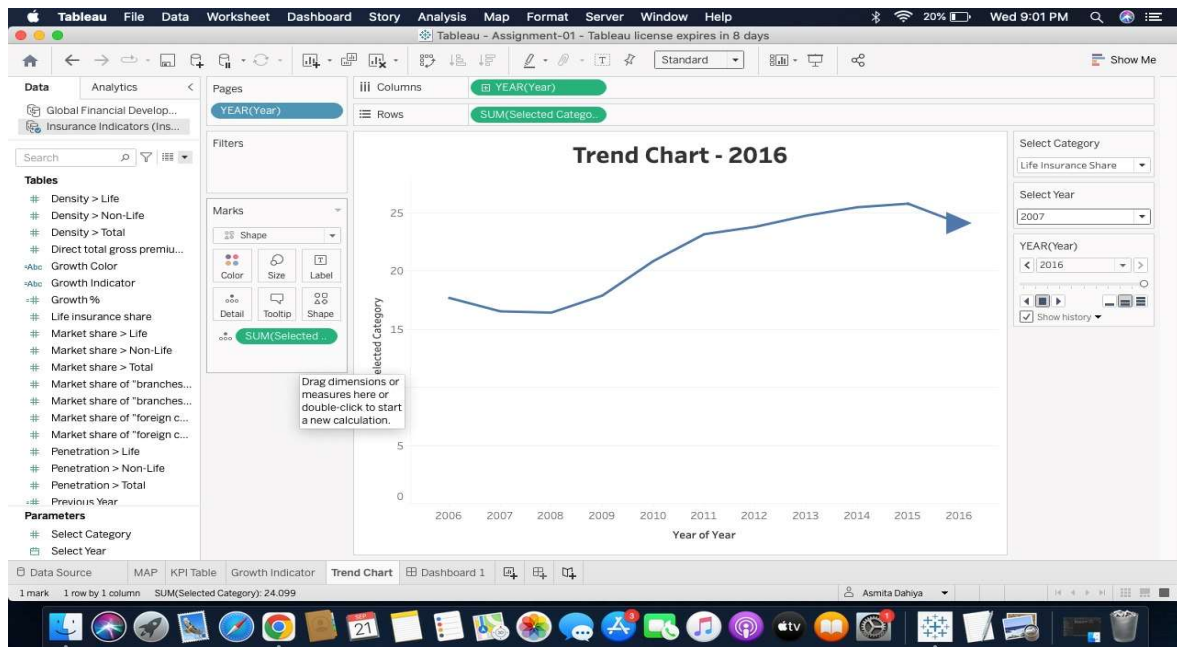 Tableau File Data Worksheet Dashboard Story Analysis Map Format Server Window Help 20% Wed 9:01 PM
Tableau - Assignment-01 - Tableau license expires in 8 days
Standard
Show Me
Data Analytics
Global Financial Develop...
Insurance Indicators (Ins...
Search
Tables
Density > Life
Density > Non-Life
Density > Total
Direct total gross premiu...
=Abc Growth Color
=Abc Growth Indicator
=# Growth %
# Life insurance share
# Market share > Life
# Market share > Non-Life
# Market share > Total
# Market share of "branches...
# Market share of "branches...
# Market share of "foreign c...
# Market share of "foreign c...
# Penetration > Life
# Penetration > Non-Life
# Penetration > Total
=# Previous Year
Parameters
# Select Category
Select Year
Pages
YEAR(Year)
Filters
Marks
Shape
Color Size Label
Detail Tooltip Shape
SUM(Selected ..
Drag dimensions or
measures here or
double-click to start
a new calculation.
Columns
YEAR(Year)
Rows
SUM(Selected Catego..
Trend Chart - 2016
25
20
15
5
0
elected Category
2006 2007 2008 2009 2010 2011 2012 2013 2014 2015 2016
Year of Year
Select Category
Life Insurance Share
Select Year
2007
YEAR(Year)
2016
Show history
Data Source MAP KPI Table Growth Indicator Trend Chart Dashboard 1
1 mark 1 row by 1 column SUM(Selected Category): 24.099
Asmita Dahiya
SEP
21
3
tv
1